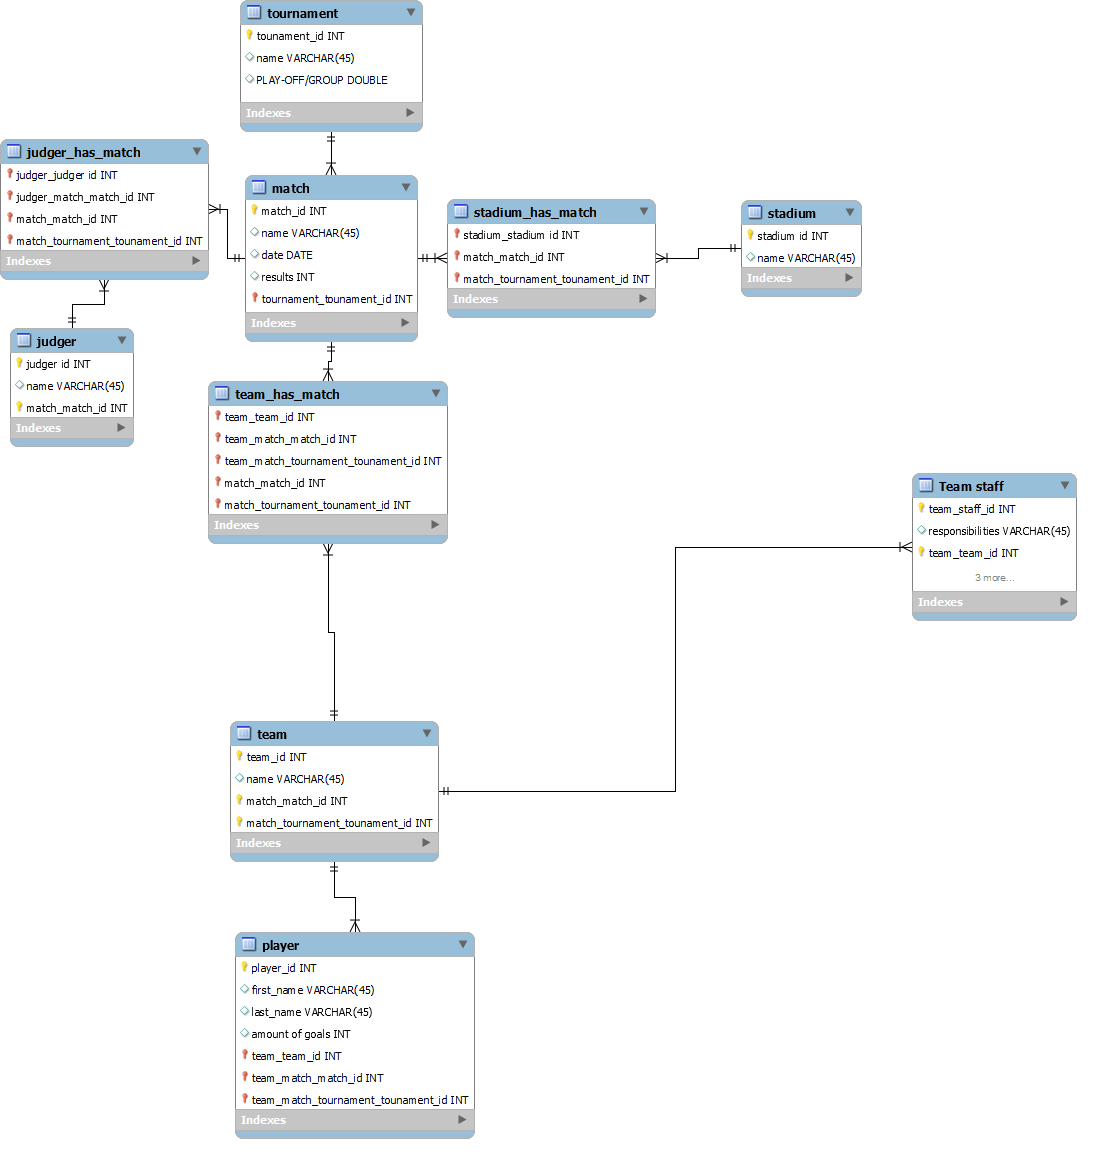 tournament
tounament_id INT
name VARCHAR(45)
PLAY-OFF/GROUP DOUBLE
Indexes
judger_has_match
judger_judger id INT
judger_match_match_id INT
match_match_id INT
match_tournament_tounament_id INT
Indexes
match
match_id INT
name VARCHAR(45)
date DATE
results INT
tournament_tounament_id INT
Indexes
stadium_has_match
stadium_stadium id INT
match_match_id INT
match_tournament_tounament_id INT
Indexes
stadium
stadium id INT
name VARCHAR(45)
Indexes
judger
judger id INT
name VARCHAR(45)
match_match_id INT
Indexes
team_has_match
team_team_id INT
team_match_match_id INT
team_match_tournament_tounament_id INT
match_match_id INT
match_tournament_tounament_id INT
Indexes
Team staff
team_staff_id INT
responsibilities VARCHAR(45)
team_team_id INT
3 more...
Indexes
team
team_id INT
name VARCHAR(45)
match_match_id INT
match_tournament_tounament_id INT
Indexes
player
player_id INT
first_name VARCHAR(45)
last_name VARCHAR(45)
amount of goals INT
team_team_id INT
team_match_match_id INT
team_match_tournament_tounament_id INT
Indexes